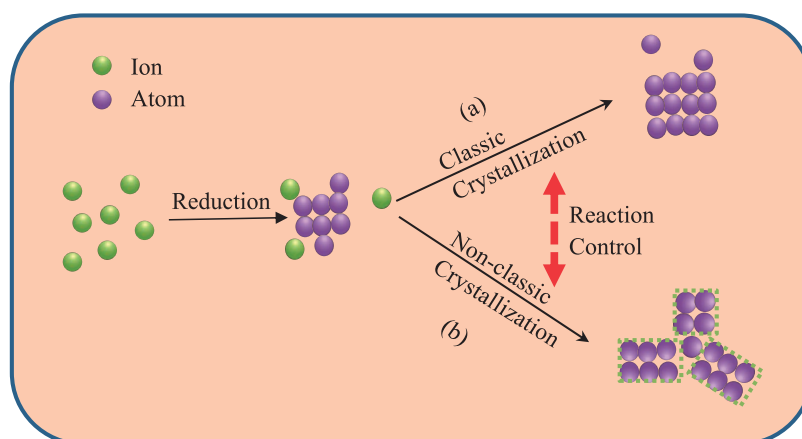 Ion
Atom
Reduction
(a)
Classic
Crystallization
Reaction
Control
Non-classic
Crystallization
(b)